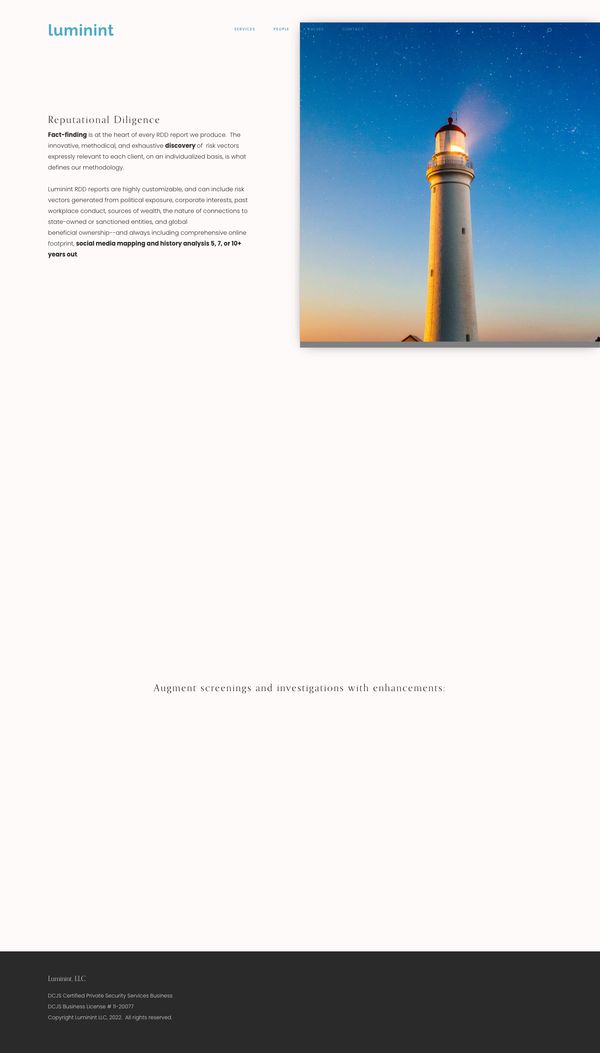 luminint
SERVICES PEOPLE VALUES CONTACT
Reputational Diligence
Fact-finding is at the heart of every RDD report we produce.  The
innovative, methodical, and exhaustive discovery of  risk vectors
expressly relevant to each client, on an individualized basis, is what
defines our methodology.
Luminint RDD reports are highly customizable, and can include risk
vectors generated from political exposure, corporate interests, past
workplace conduct, sources of wealth, the nature of connections to
state-owned or sanctioned entities, and global
beneficial ownership--and always including comprehensive online
footprint, social media mapping and history analysis 5, 7, or 10+
years out.
Augment screenings and investigations with enhancements:
Luminint, LLC
DCJS Certified Private Security Services Business
DCJS Business License # 11-20077
Copyright Luminint LLC, 2022.  All rights reserved.